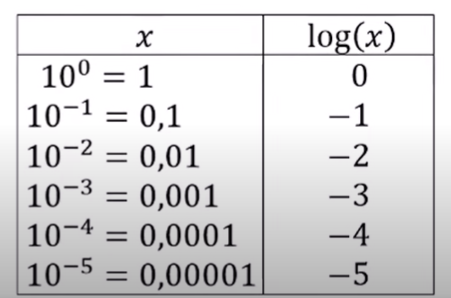 x log(x)
10⁰ = 1 0
10⁻¹ = 0,1 −1
10⁻² = 0,01 −2
10⁻³ = 0,001 −3
10⁻⁴ = 0,0001 −4
10⁻⁵ = 0,00001 −5